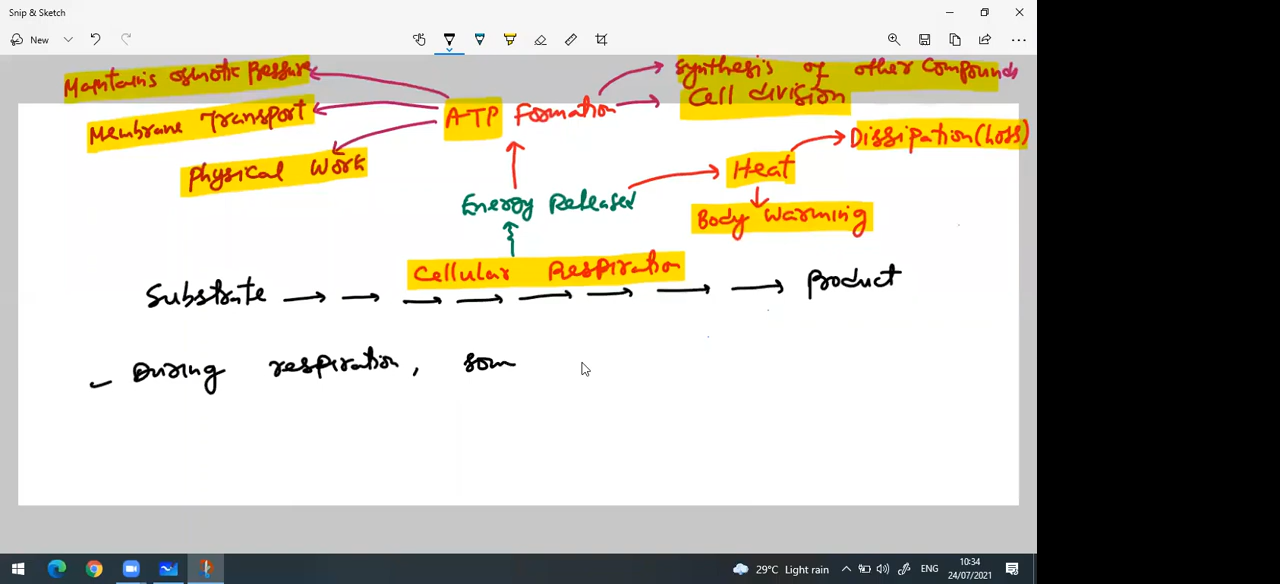 Snip & Sketch
New
Maintains osmotic Pressure
synthesis of other Compounds
Cell division
Membrane Transport
ATP Formation
Dissipation (Loss)
Physical Work
Heat
Energy Released
Body Warming
Cellular Respiration
Substrate
Product
During respiration, som
29°C Light rain
ENG
10:34
24/07/2021